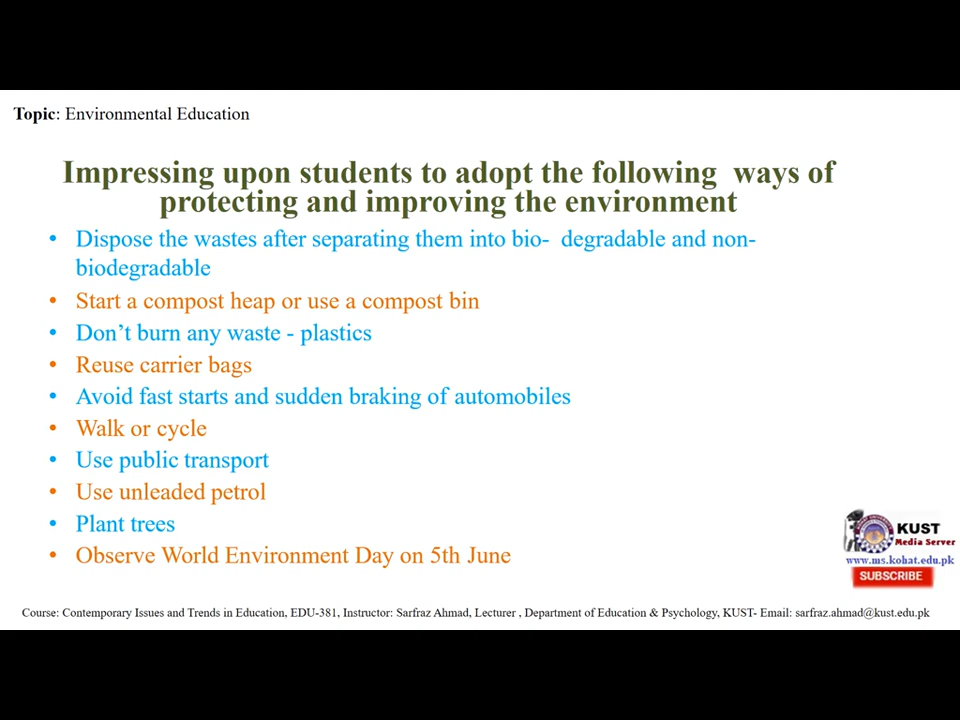 Topic: Environmental Education
Impressing upon students to adopt the following  ways of
protecting and improving the environment
• Dispose the wastes after separating them into bio-  degradable and non-
biodegradable
• Start a compost heap or use a compost bin
• Don’t burn any waste - plastics
• Reuse carrier bags
• Avoid fast starts and sudden braking of automobiles
• Walk or cycle
• Use public transport
• Use unleaded petrol
• Plant trees
• Observe World Environment Day on 5th June
KUST
Media Server
www.ms.kohat.edu.pk
SUBSCRIBE
Course: Contemporary Issues and Trends in Education, EDU-381, Instructor: Sarfraz Ahmad, Lecturer , Department of Education & Psychology, KUST- Email: sarfraz.ahmad@kust.edu.pk